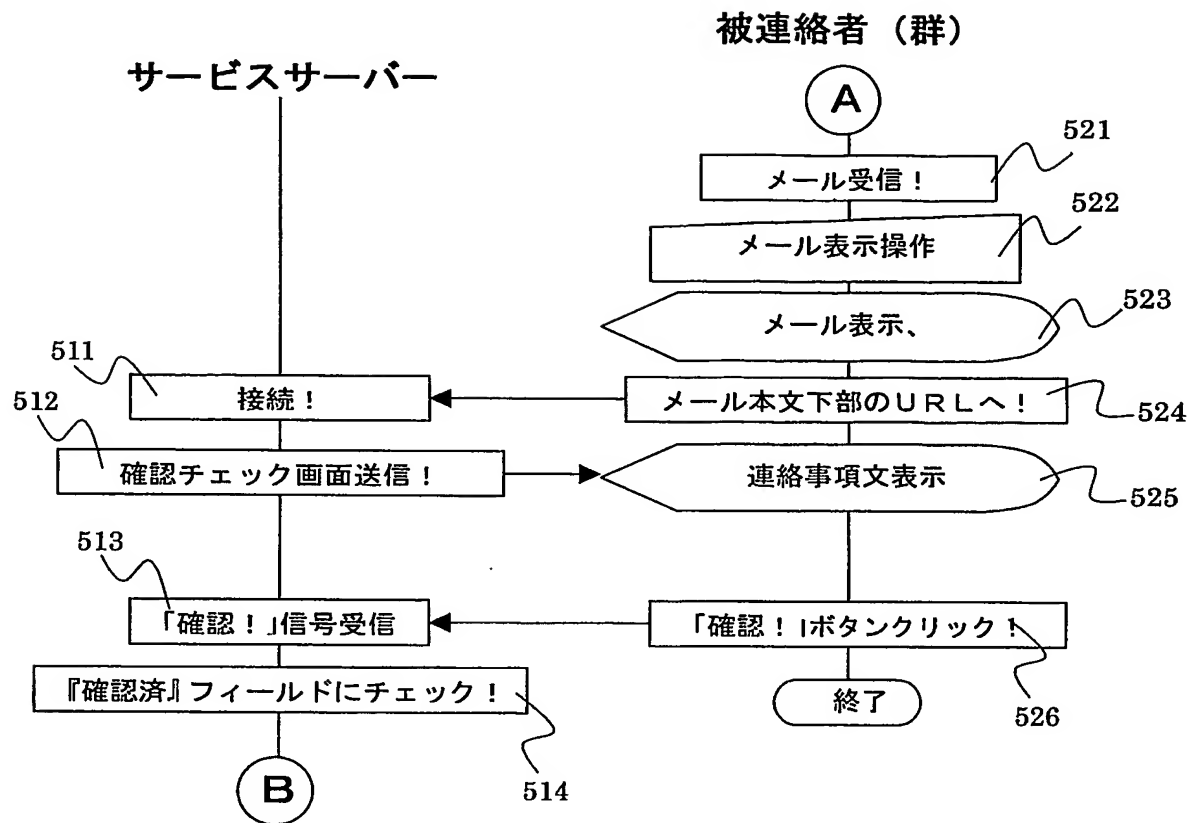 被連絡者（群）
サービスサーバー
A
メール受信！
521
メール表示操作
522
メール表示、
523
511
接続！
メール本文下部のＵＲＬへ！
524
512
確認チェック画面送信！
連絡事項文表示
525
513
「確認！」信号受信
「確認！」ボタンクリック！
526
『確認済』フィールドにチェック！
514
終了
B